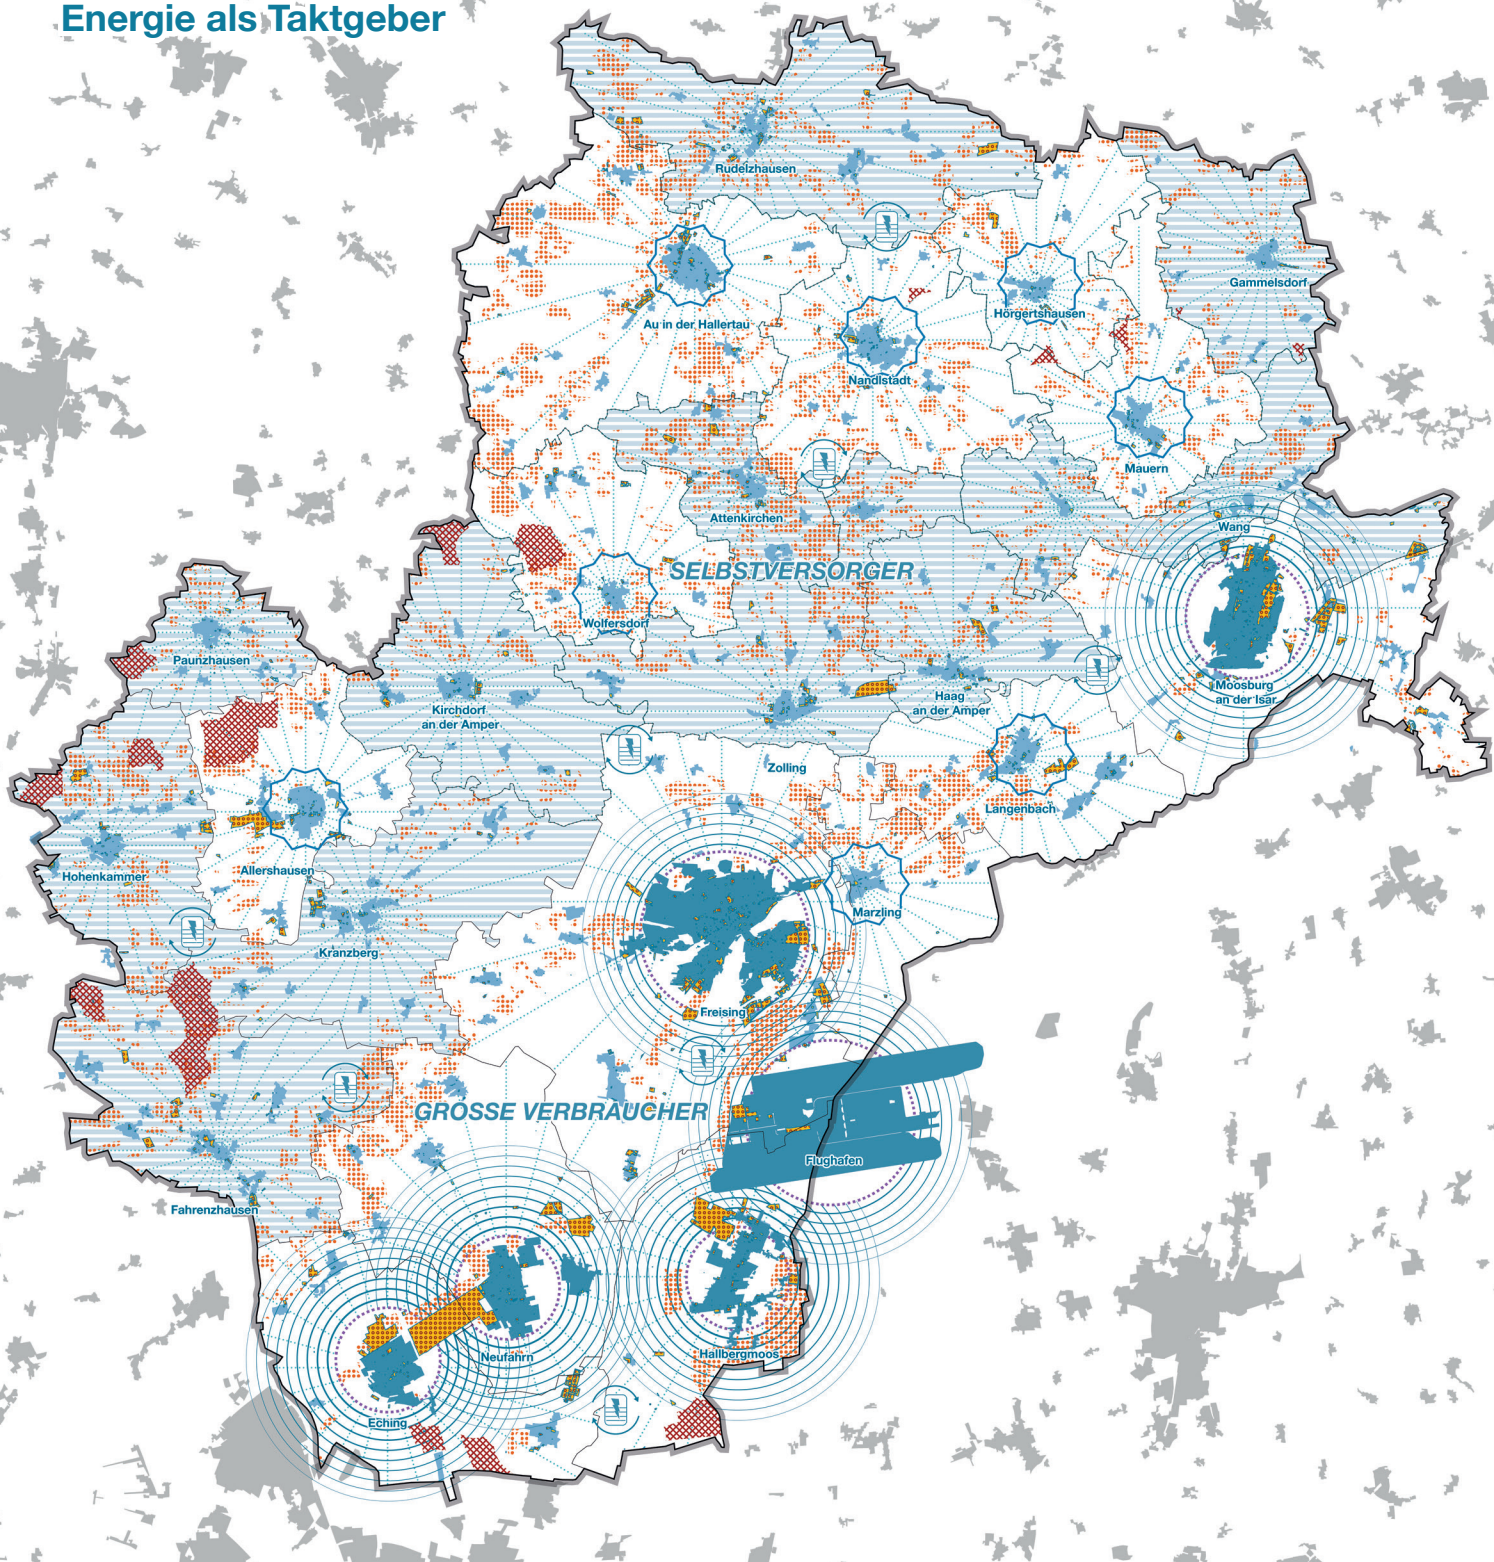 Energie als Taktgeber
Rudelzhausen
Gammelsdorf
Au in der Hallertau
Hörgertshausen
Nandlstadt
Mauern
Attenkirchen
Wang
SELBSTVERSORGER
Wolfersdorf
Paunzhausen
Kirchdorf
an der Amper
Haag
an der Amper
Moosburg
an der Isar
Zolling
Langenbach
Hohenkammer
Allershausen
Marzling
Kranzberg
Freising
GROSSE VERBRAUCHER
Flughafen
Fahrenzhausen
Neufahrn
Hallbergmoos
Eching